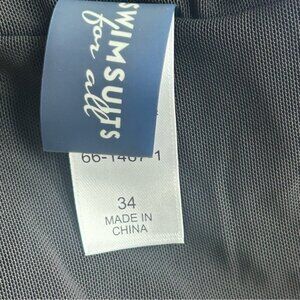 SWIMSUITS
for all
66-1407 1
34
MADE IN
CHINA